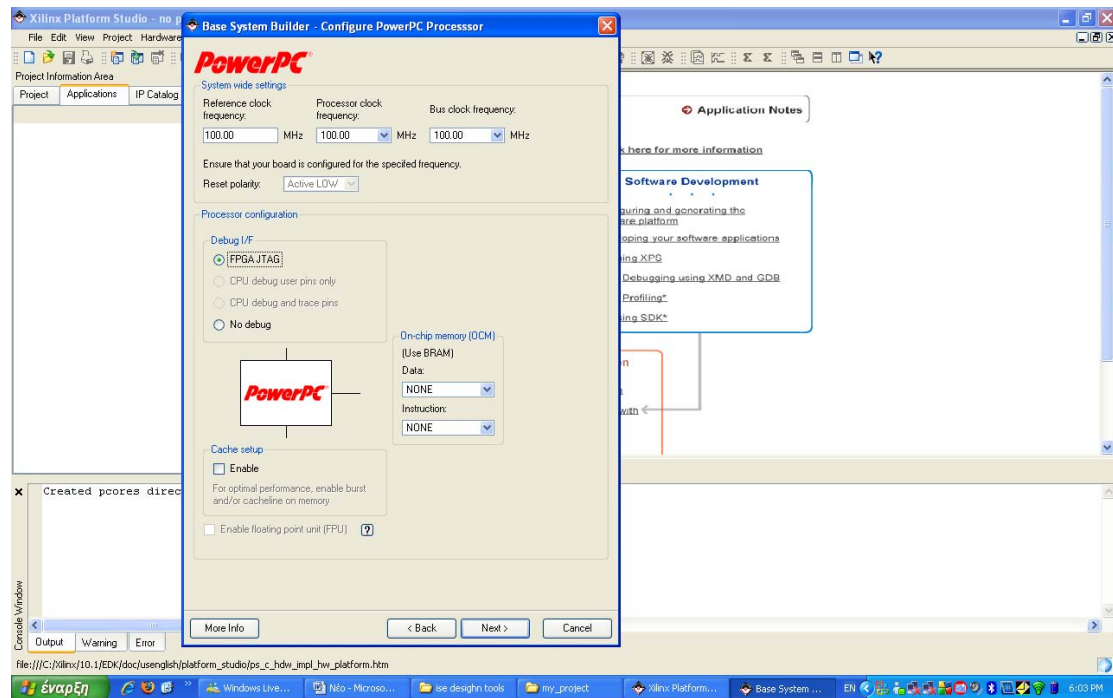 Xilinx Platform Studio - no p
File Edit View Project Hardware
Project Information Area
Project Applications IP Catalog
Base System Builder - Configure PowerPC Processsor
PowerPC
System wide settings
Reference clock frequency:
Processor clock frequency:
Bus clock frequency:
100.00 MHz 100.00 MHz 100.00 MHz
Ensure that your board is configured for the specifed frequency.
Reset polarity: Active LOW
Processor configuration
Debug I/F
FPGA JTAG
CPU debug user pins only
CPU debug and trace pins
No debug
PowerPC
On-chip memory (OCM)
(Use BRAM)
Data:
NONE
Instruction:
NONE
Cache setup
Enable
For optimal performance, enable burst
and/or cacheline on memory
Enable floating point unit (FPU) ?
More Info < Back Next > Cancel
Application Notes
k here for more information
Software Development
guring and generating the
are platform
oping your software applications
ing XPS
Debugging using XMD and GDB
Profiling*
ing SDK*
n
with
Created pcores direc
Console Window
Output Warning Error
file:///C:/Xilinx/10.1/EDK/doc/usenglish/platform_studio/ps_c_hdw_impl_hw_platform.htm
έναρξη Windows Live... Νέο - Microso... ise desighn tools my_project Xilinx Platform... Base System ... EN 6:03 PM